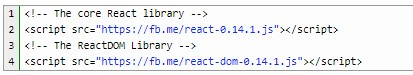 1 <!-- The core React library -->
2 <script src="https://fb.me/react-0.14.1.js"></script>
3 <!-- The ReactDOM Library -->
4 <script src="https://fb.me/react-dom-0.14.1.js"></script>